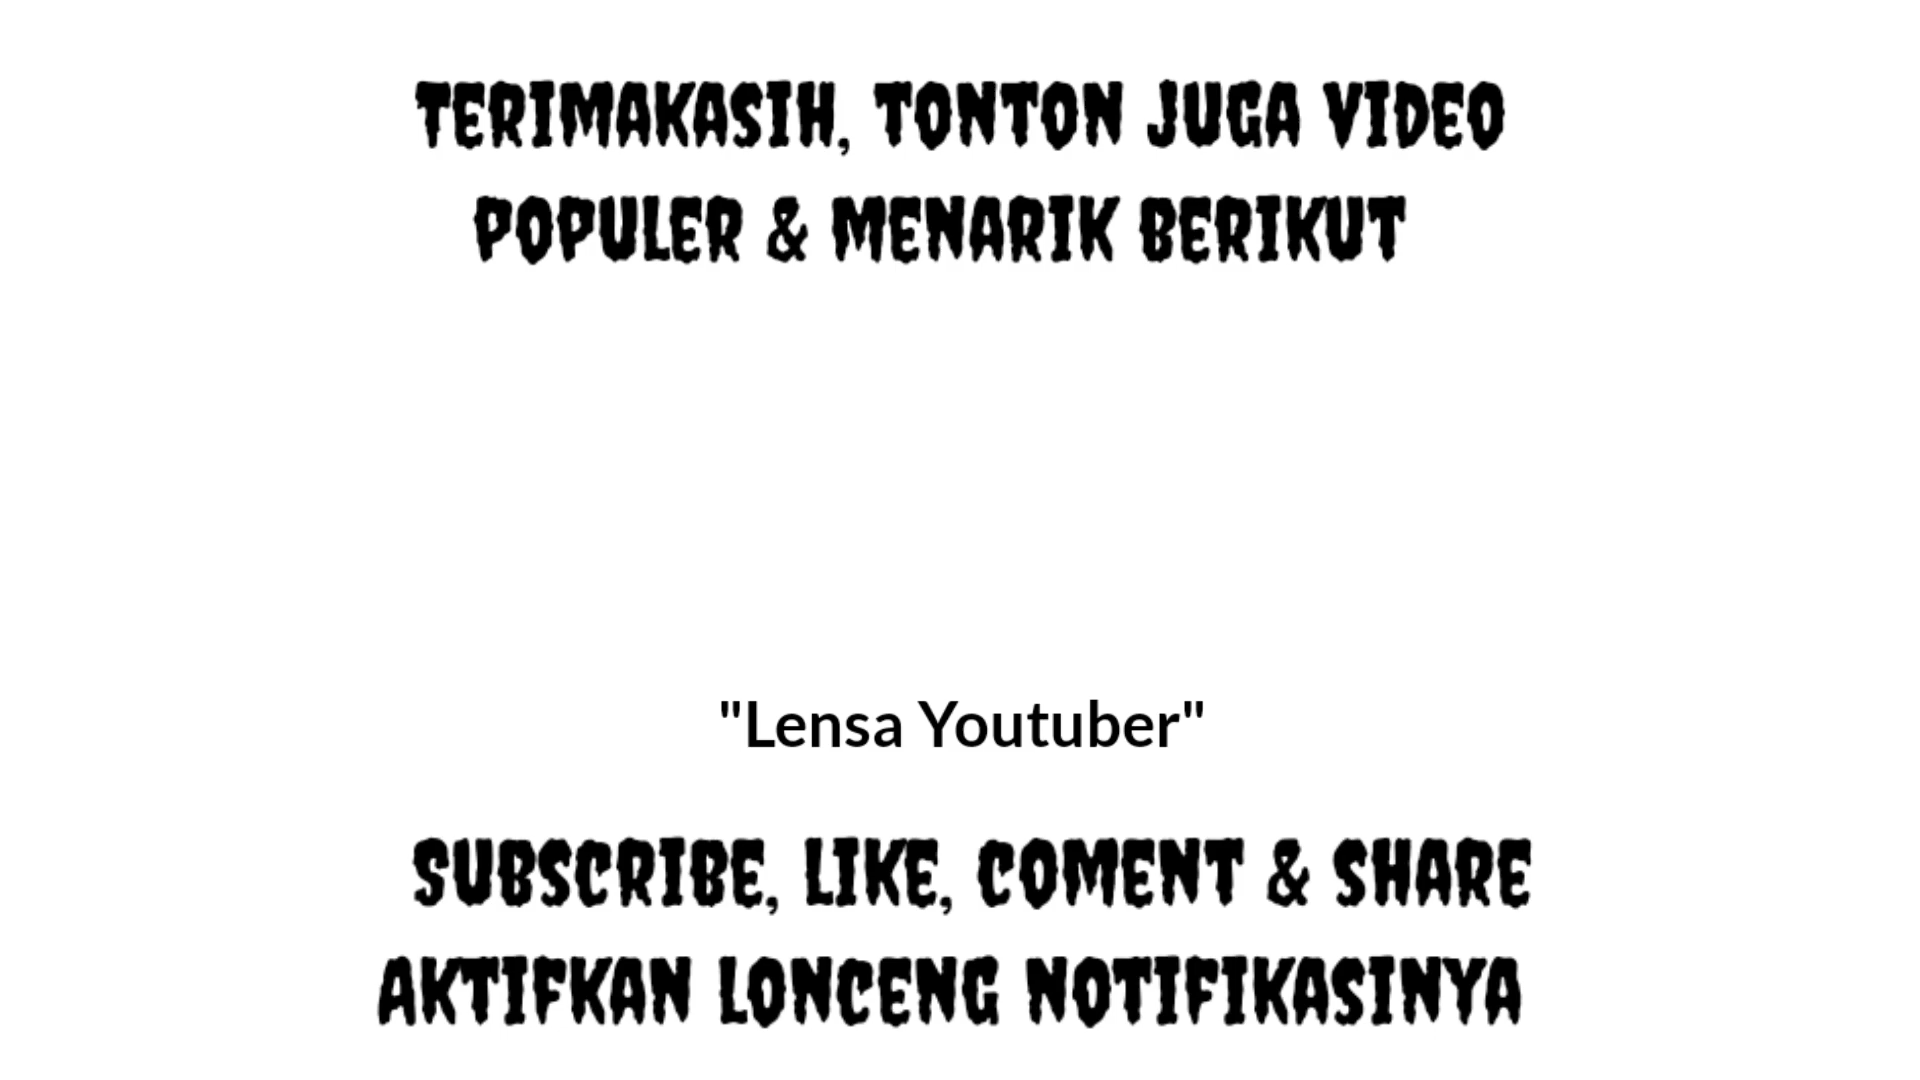 TERIMAKASIH, TONTON JUGA VIDEO
POPULER & MENARIK BERIKUT
"Lensa Youtuber"
SUBSCRIBE, LIKE, COMENT & SHARE
AKTIFKAN LONCENG NOTIFIKASINYA